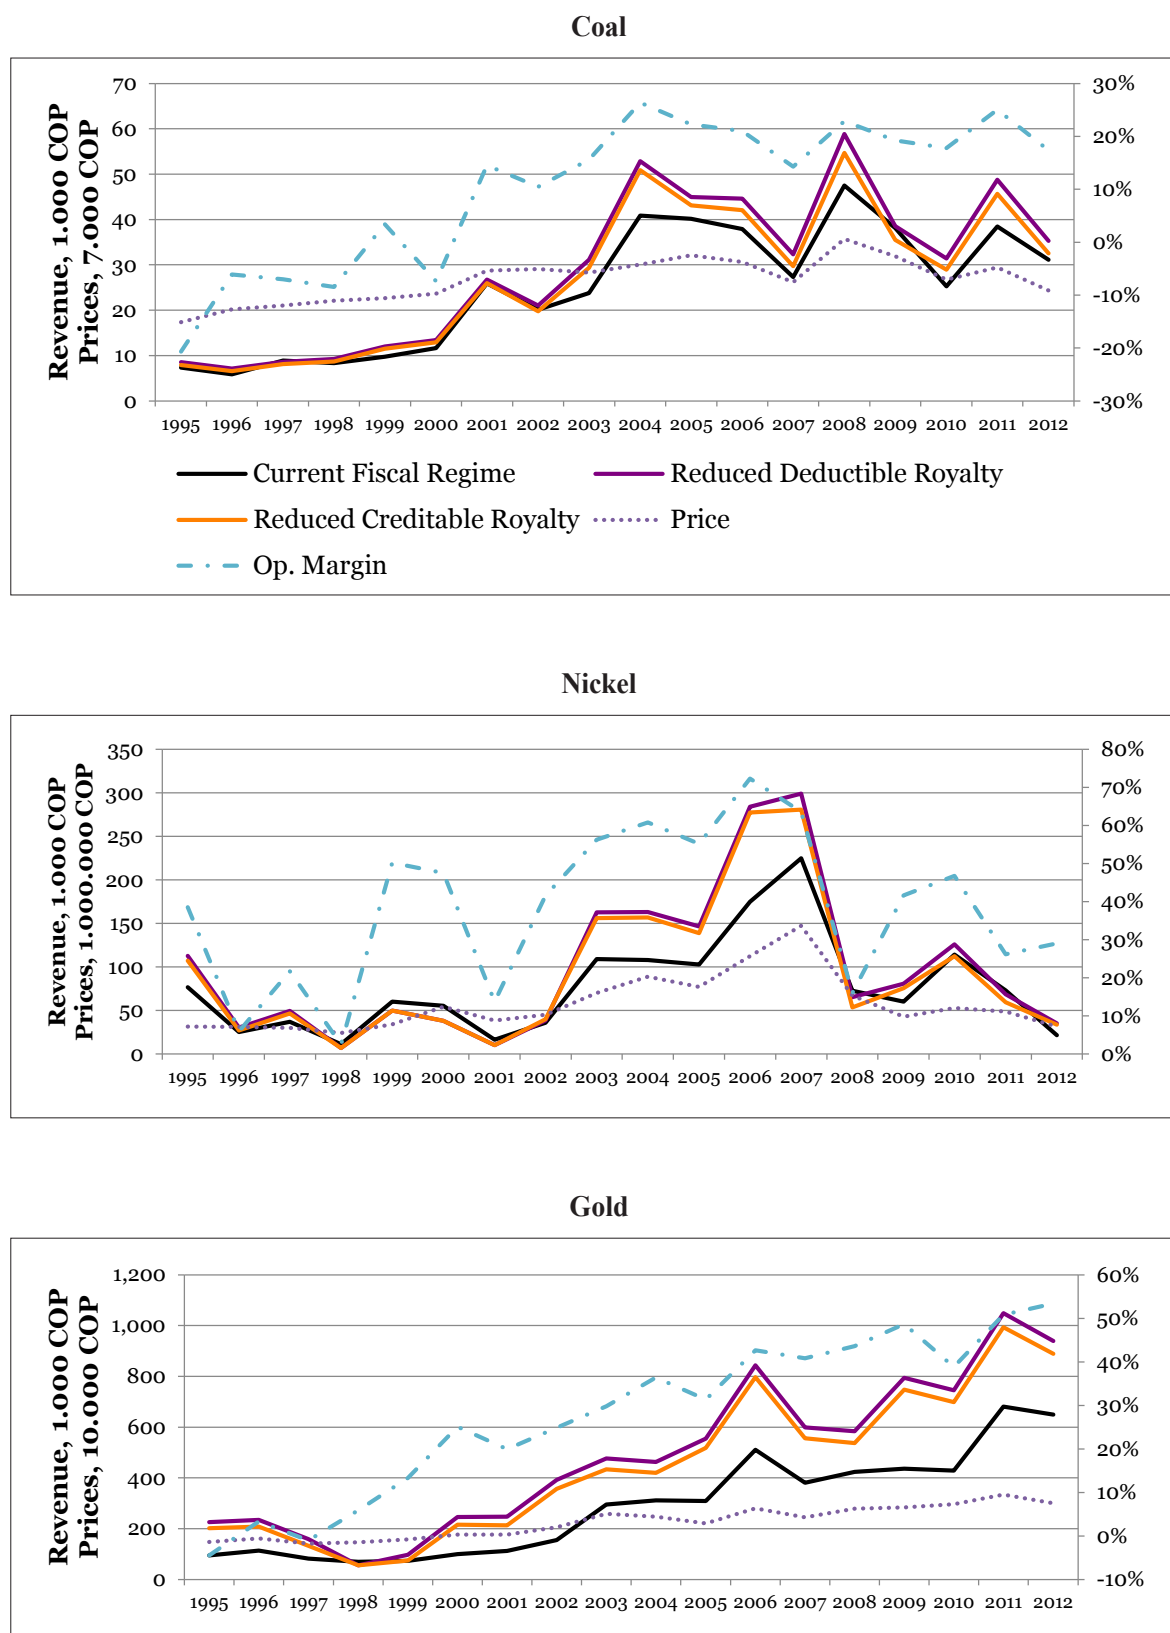 Coal
Revenue, 1.000 COP
Prices, 7.000 COP
70
60
50
40
30
20
10
0
30%
20%
10%
0%
-10%
-20%
-30%
1995 1996 1997 1998 1999 2000 2001 2002 2003 2004 2005 2006 2007 2008 2009 2010 2011 2012
Current Fiscal Regime
Reduced Deductible Royalty
Reduced Creditable Royalty
Price
Op. Margin
Nickel
Revenue, 1.000 COP
Prices, 1.000.000 COP
350
300
250
200
150
100
50
0
80%
70%
60%
50%
40%
30%
20%
10%
0%
1995 1996 1997 1998 1999 2000 2001 2002 2003 2004 2005 2006 2007 2008 2009 2010 2011 2012
Gold
Revenue, 1.000 COP
Prices, 10.000 COP
1,200
1,000
800
600
400
200
0
60%
50%
40%
30%
20%
10%
0%
-10%
1995 1996 1997 1998 1999 2000 2001 2002 2003 2004 2005 2006 2007 2008 2009 2010 2011 2012